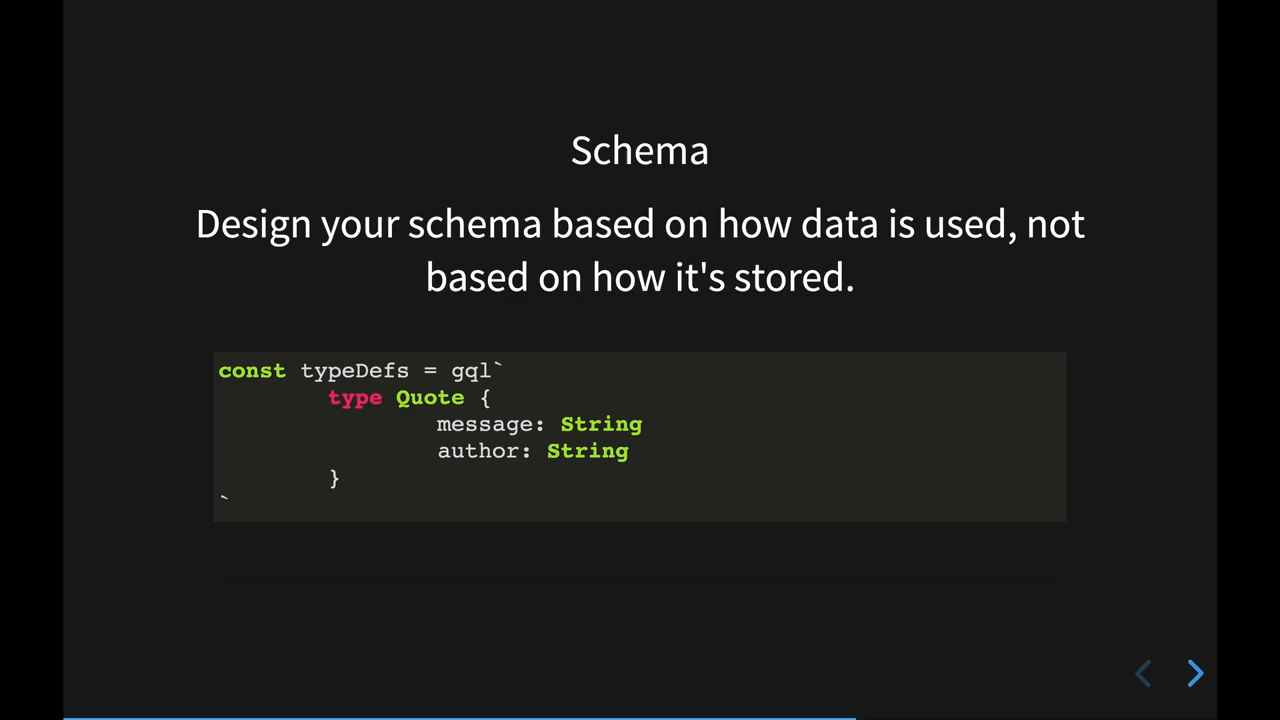 Schema
Design your schema based on how data is used, not
based on how it's stored.
const typeDefs = gql`
        type Quote {
                message: String
                author: String
        }
`